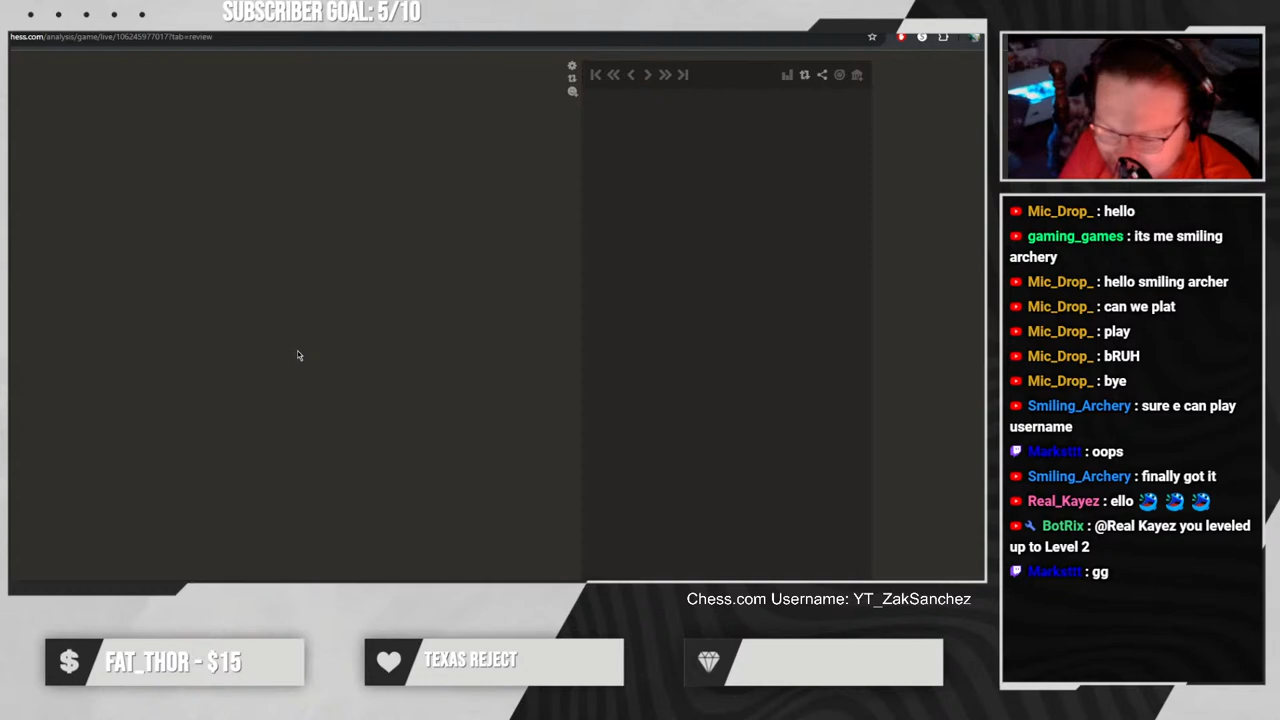 SUBSCRIBER GOAL: 5/10
hess.com/analysis/game/live/106245977017?tab=review
Mic_Drop_ : hello
gaming_games : its me smiling
archery
Mic_Drop_ : hello smiling archer
Mic_Drop_ : can we plat
Mic_Drop_ : play
Mic_Drop_ : bRUH
Mic_Drop_ : bye
Smiling_Archery : sure e can play
username
Marksttt : oops
Smiling_Archery : finally got it
Real_Kayez : ello
BotRix : @Real Kayez you leveled
up to Level 2
Marksttt : gg
Chess.com Username: YT_ZakSanchez
$ FAT_THOR - $15
TEXAS REJECT